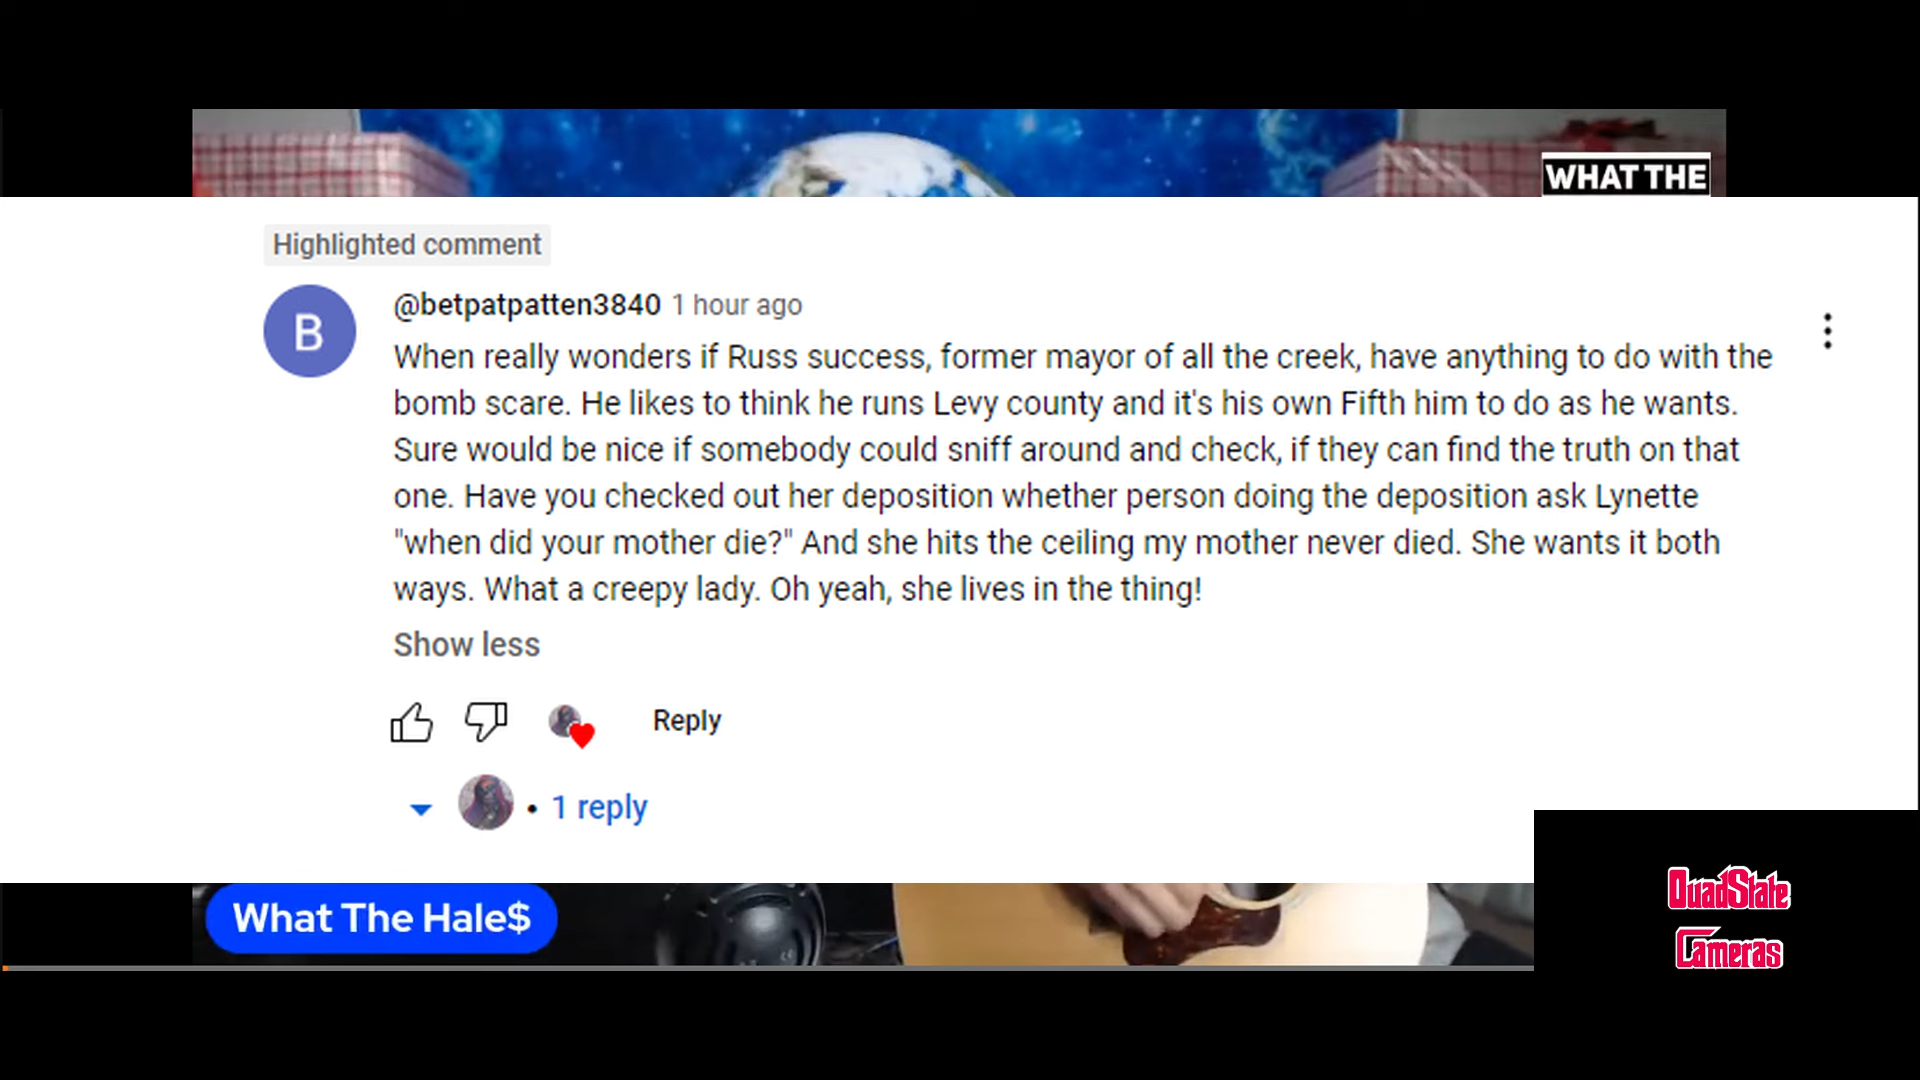 WHAT THE
Highlighted comment
B
@betpatpatten3840 1 hour ago
When really wonders if Russ success, former mayor of all the creek, have anything to do with the
bomb scare. He likes to think he runs Levy county and it's his own Fifth him to do as he wants.
Sure would be nice if somebody could sniff around and check, if they can find the truth on that
one. Have you checked out her deposition whether person doing the deposition ask Lynette
"when did your mother die?" And she hits the ceiling my mother never died. She wants it both
ways. What a creepy lady. Oh yeah, she lives in the thing!
Show less
Reply
• 1 reply
What The Hale$
QuadState
Cameras